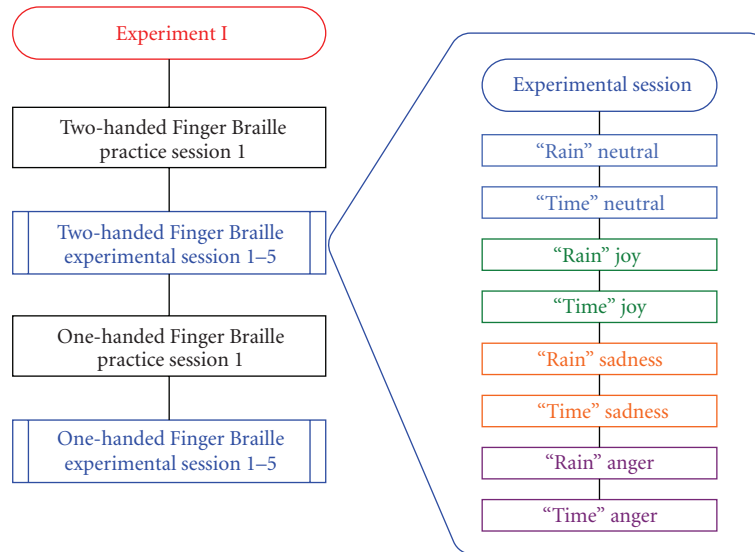 Experiment I
Two-handed Finger Braille
practice session 1
Two-handed Finger Braille
experimental session 1–5
One-handed Finger Braille
practice session 1
One-handed Finger Braille
experimental session 1–5
Experimental session
“Rain” neutral
“Time” neutral
“Rain” joy
“Time” joy
“Rain” sadness
“Time” sadness
“Rain” anger
“Time” anger